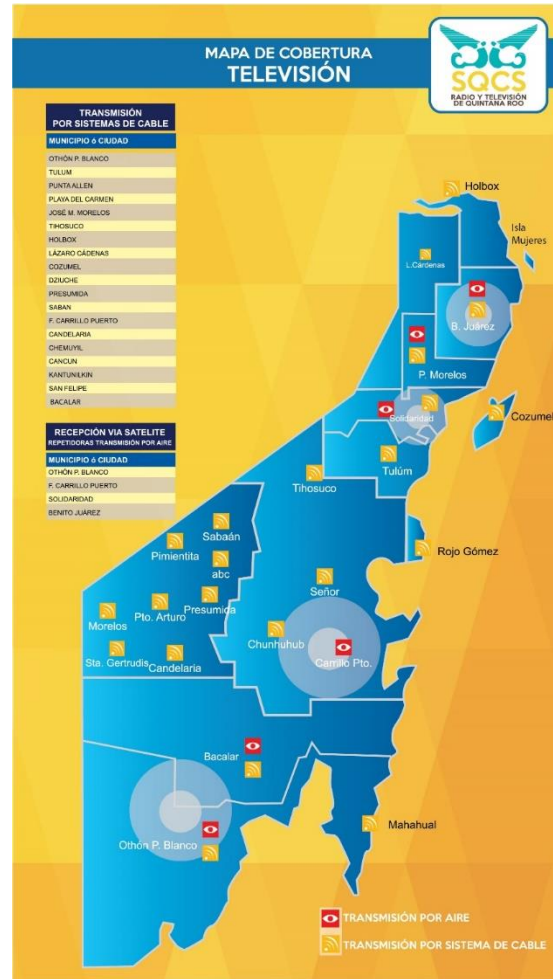 MAPA DE COBERTURA
TELEVISIÓN
SQCS
RADIO Y TELEVISIÓN
DE QUINTANA ROO
TRANSMISIÓN
POR SISTEMAS DE CABLE
MUNICIPIO ó CIUDAD
OTHÓN P. BLANCO
TULUM
PUNTA ALLEN
PLAYA DEL CARMEN
JOSÉ M. MORELOS
TIHOSUCO
HOLBOX
LÁZARO CÁDENAS
COZUMEL
DZIUCHE
PRESUMIDA
SABAN
F. CARRILLO PUERTO
CANDELARIA
CHEMUYIL
CANCUN
KANTUNILKIN
SAN FELIPE
BACALAR
RECEPCIÓN VIA SATELITE
REPETIDORAS TRANSMISIÓN POR AIRE
MUNICIPIO ó CIUDAD
OTHÓN P. BLANCO
F. CARRILLO PUERTO
SOLIDARIDAD
BENITO JUÁREZ
Holbox
Isla
Mujeres
L.Cárdenas
B. Juárez
P. Morelos
Solidaridad
Cozumel
Tulúm
Tihosuco
Rojo Gómez
Sabaán
Pimientita
abc
Señor
Presumida
Pto. Arturo
Morelos
Chunhuhub
Carrillo Pto.
Sta. Gertrudis
Candelaria
Bacalar
Mahahual
Othón P. Blanco
TRANSMISIÓN POR AIRE
TRANSMISIÓN POR SISTEMA DE CABLE